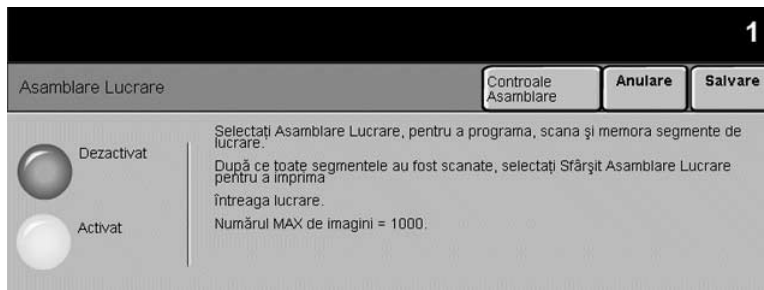 1
Asamblare Lucrare
Controale
Asamblare
Anulare
Salvare
Dezactivat
Activat
Selectați Asamblare Lucrare, pentru a programa, scana și memora segmente de
lucrare.
După ce toate segmentele au fost scanate, selectați Sfârșit Asamblare Lucrare
pentru a imprima
întreaga lucrare.
Numărul MAX de imagini = 1000.